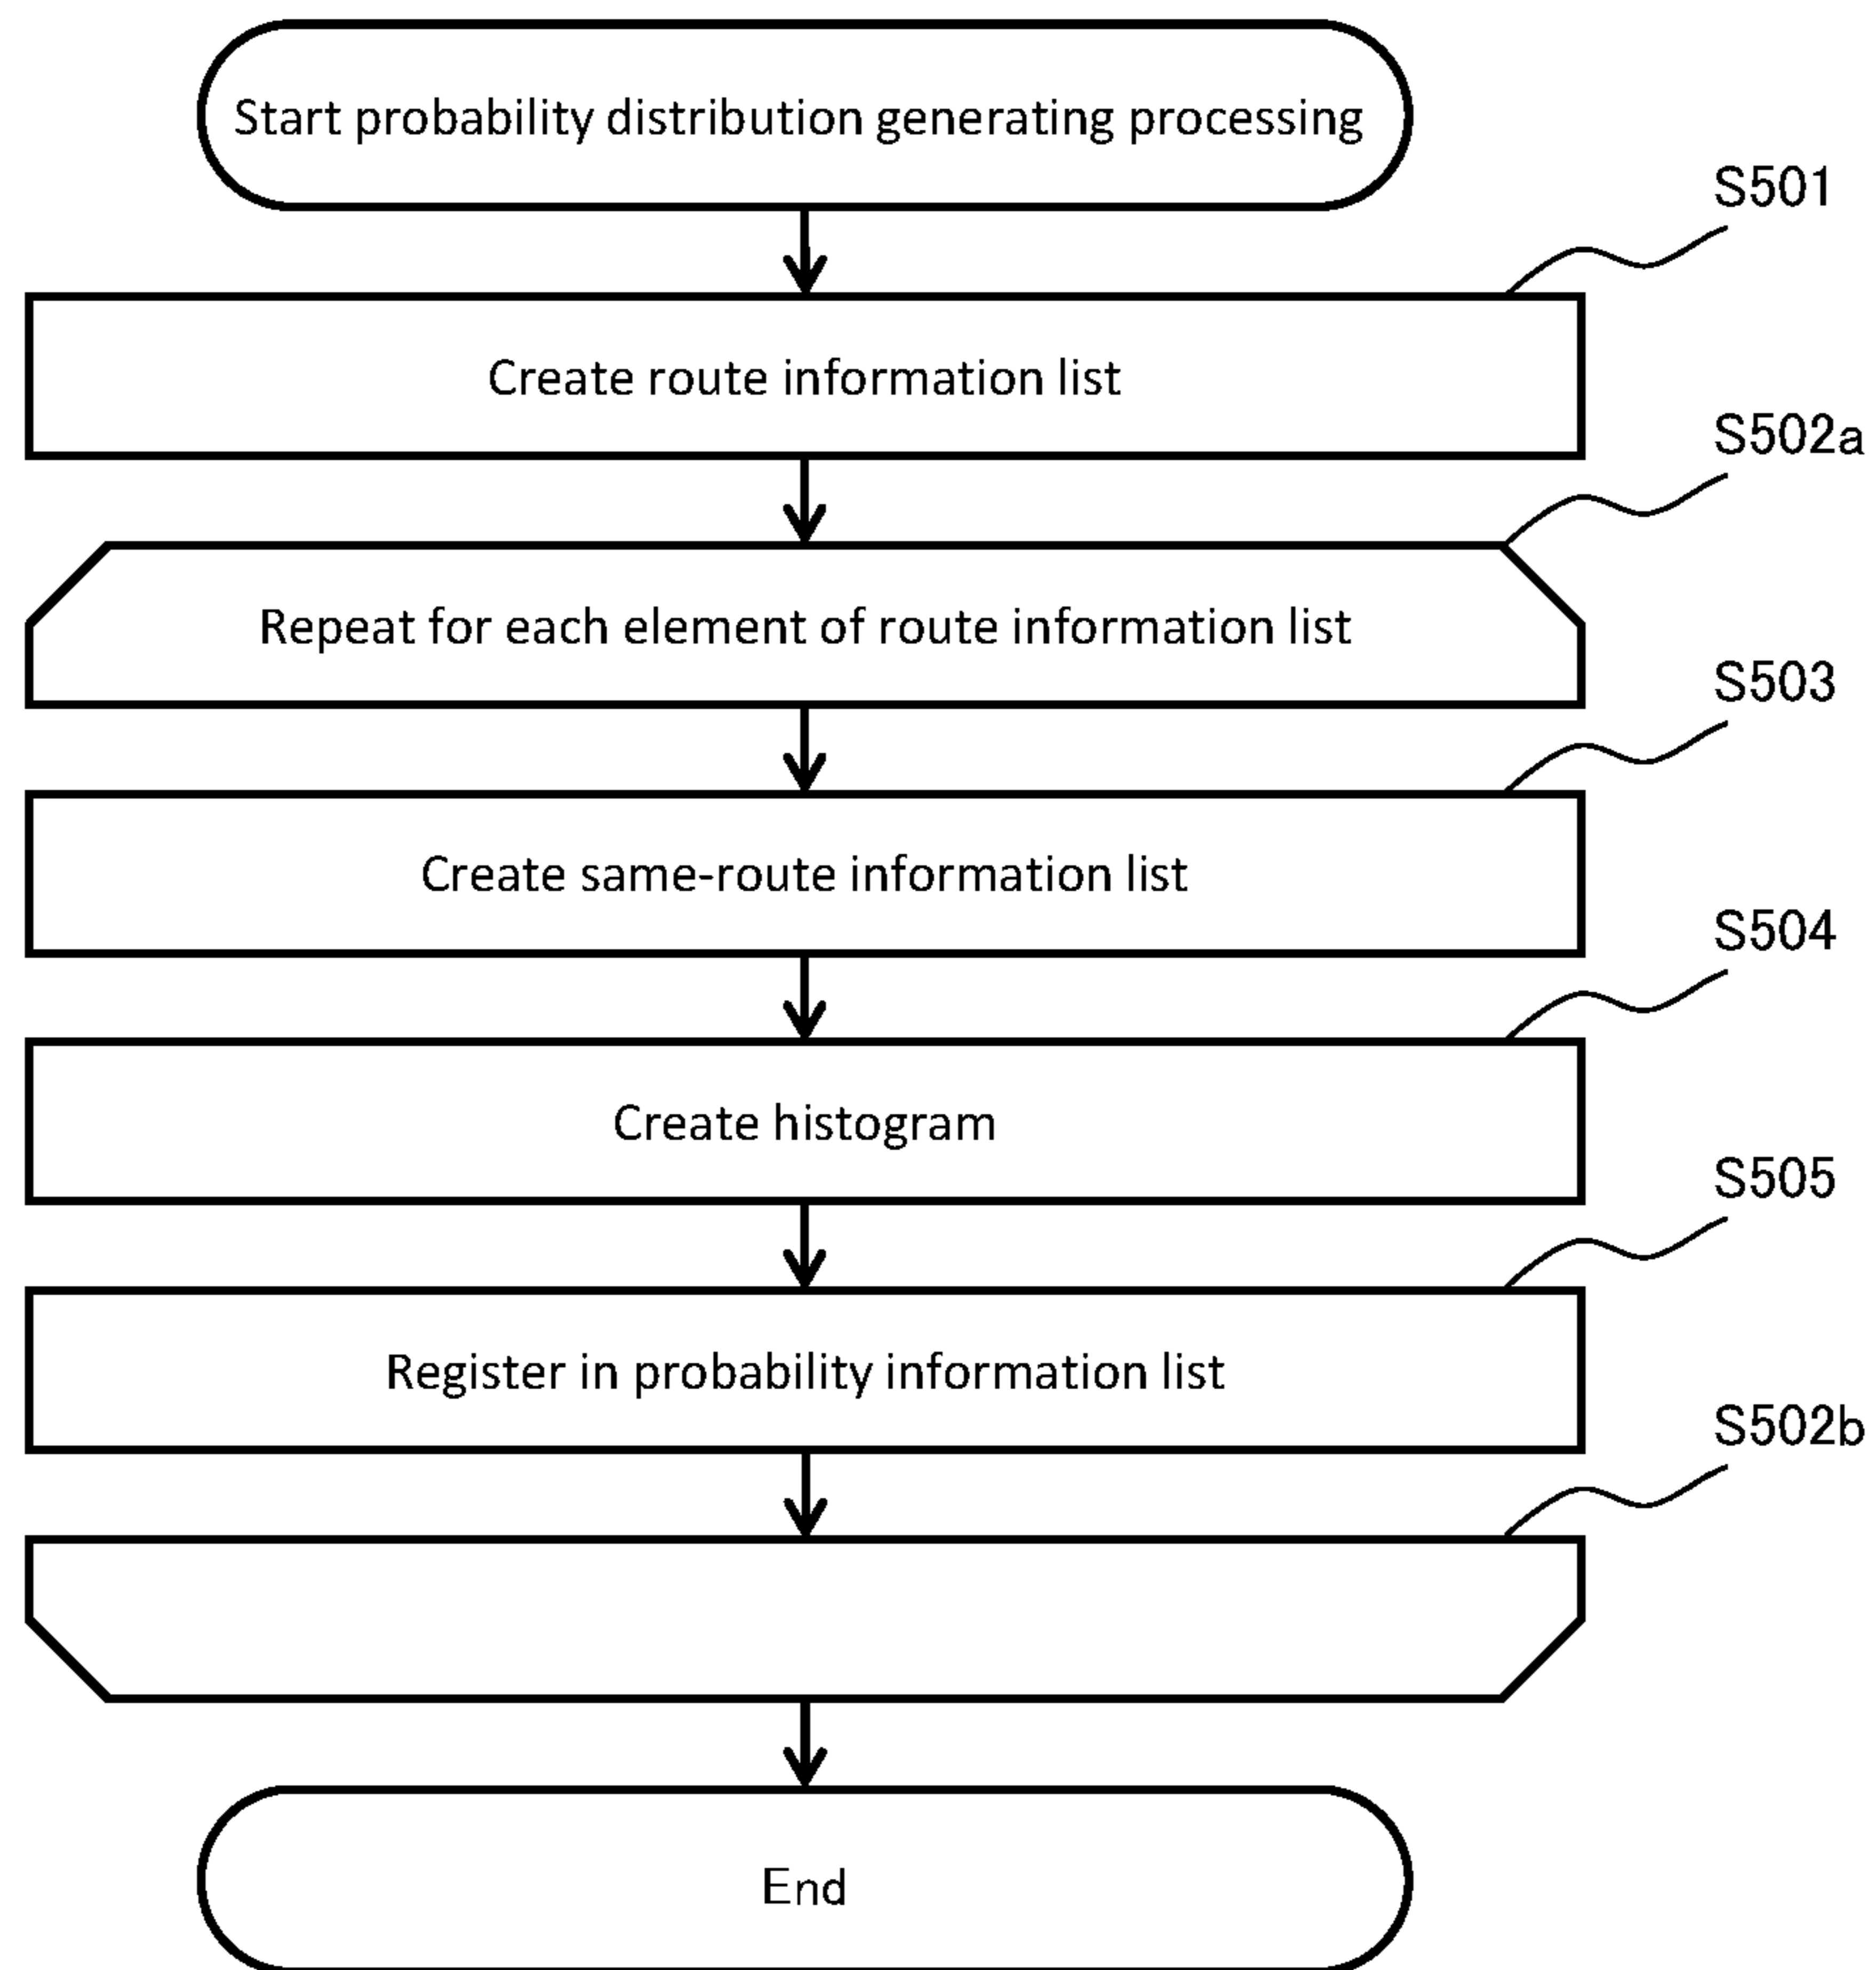 Start probability distribution generating processing
S501
Create route information list
S502a
Repeat for each element of route information list
S503
Create same-route information list
S504
Create histogram
S505
Register in probability information list
S502b
End